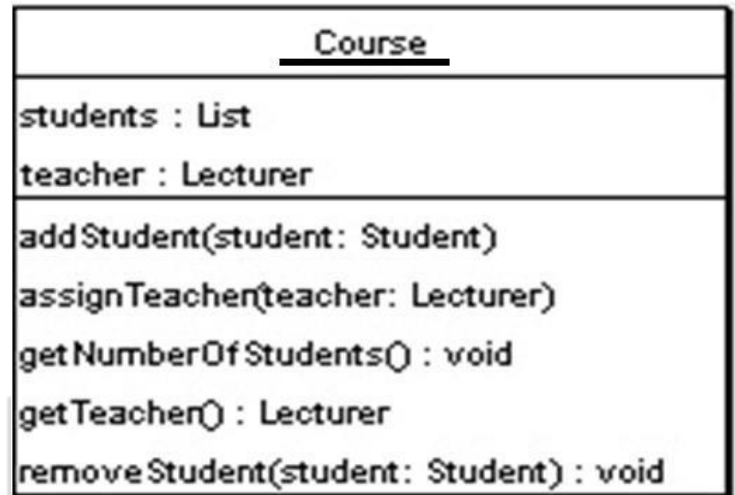 Course
students : List
teacher : Lecturer
addStudent(student: Student)
assignTeacher(teacher: Lecturer)
getNumberOfStudents() : void
getTeacher() : Lecturer
removeStudent(student: Student) : void